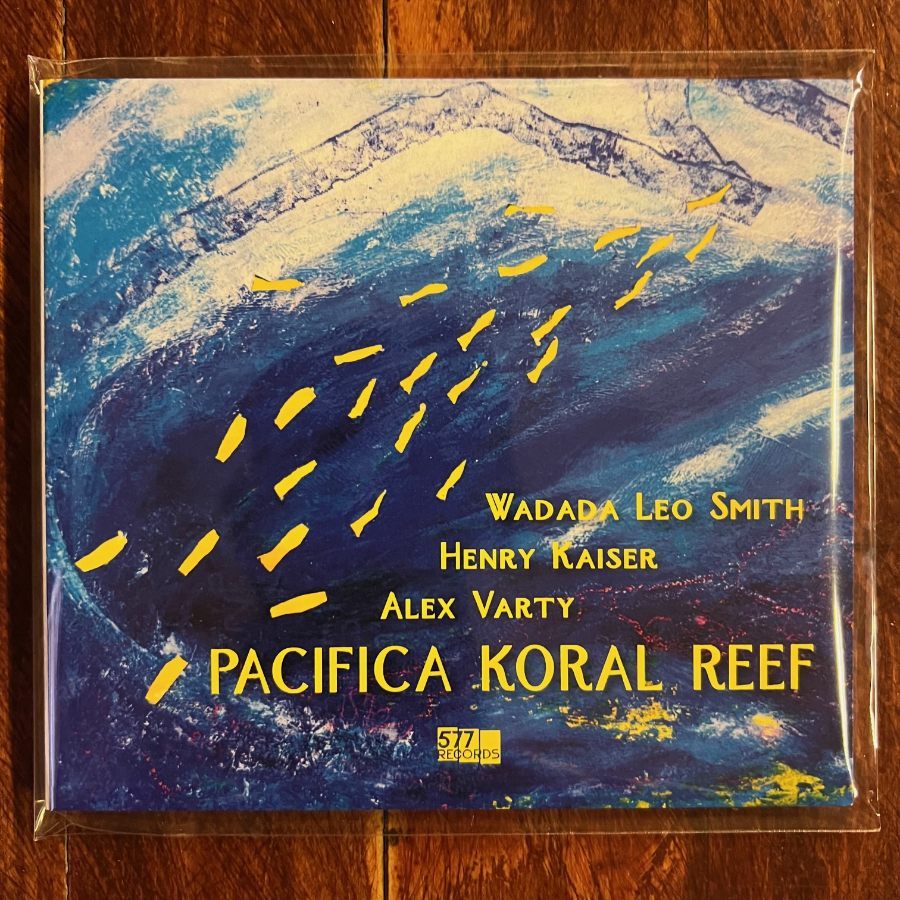 Wadada Leo Smith
Henry Kaiser
Alex Varty
PACIFICA KORAL REEF
577
RECORDS